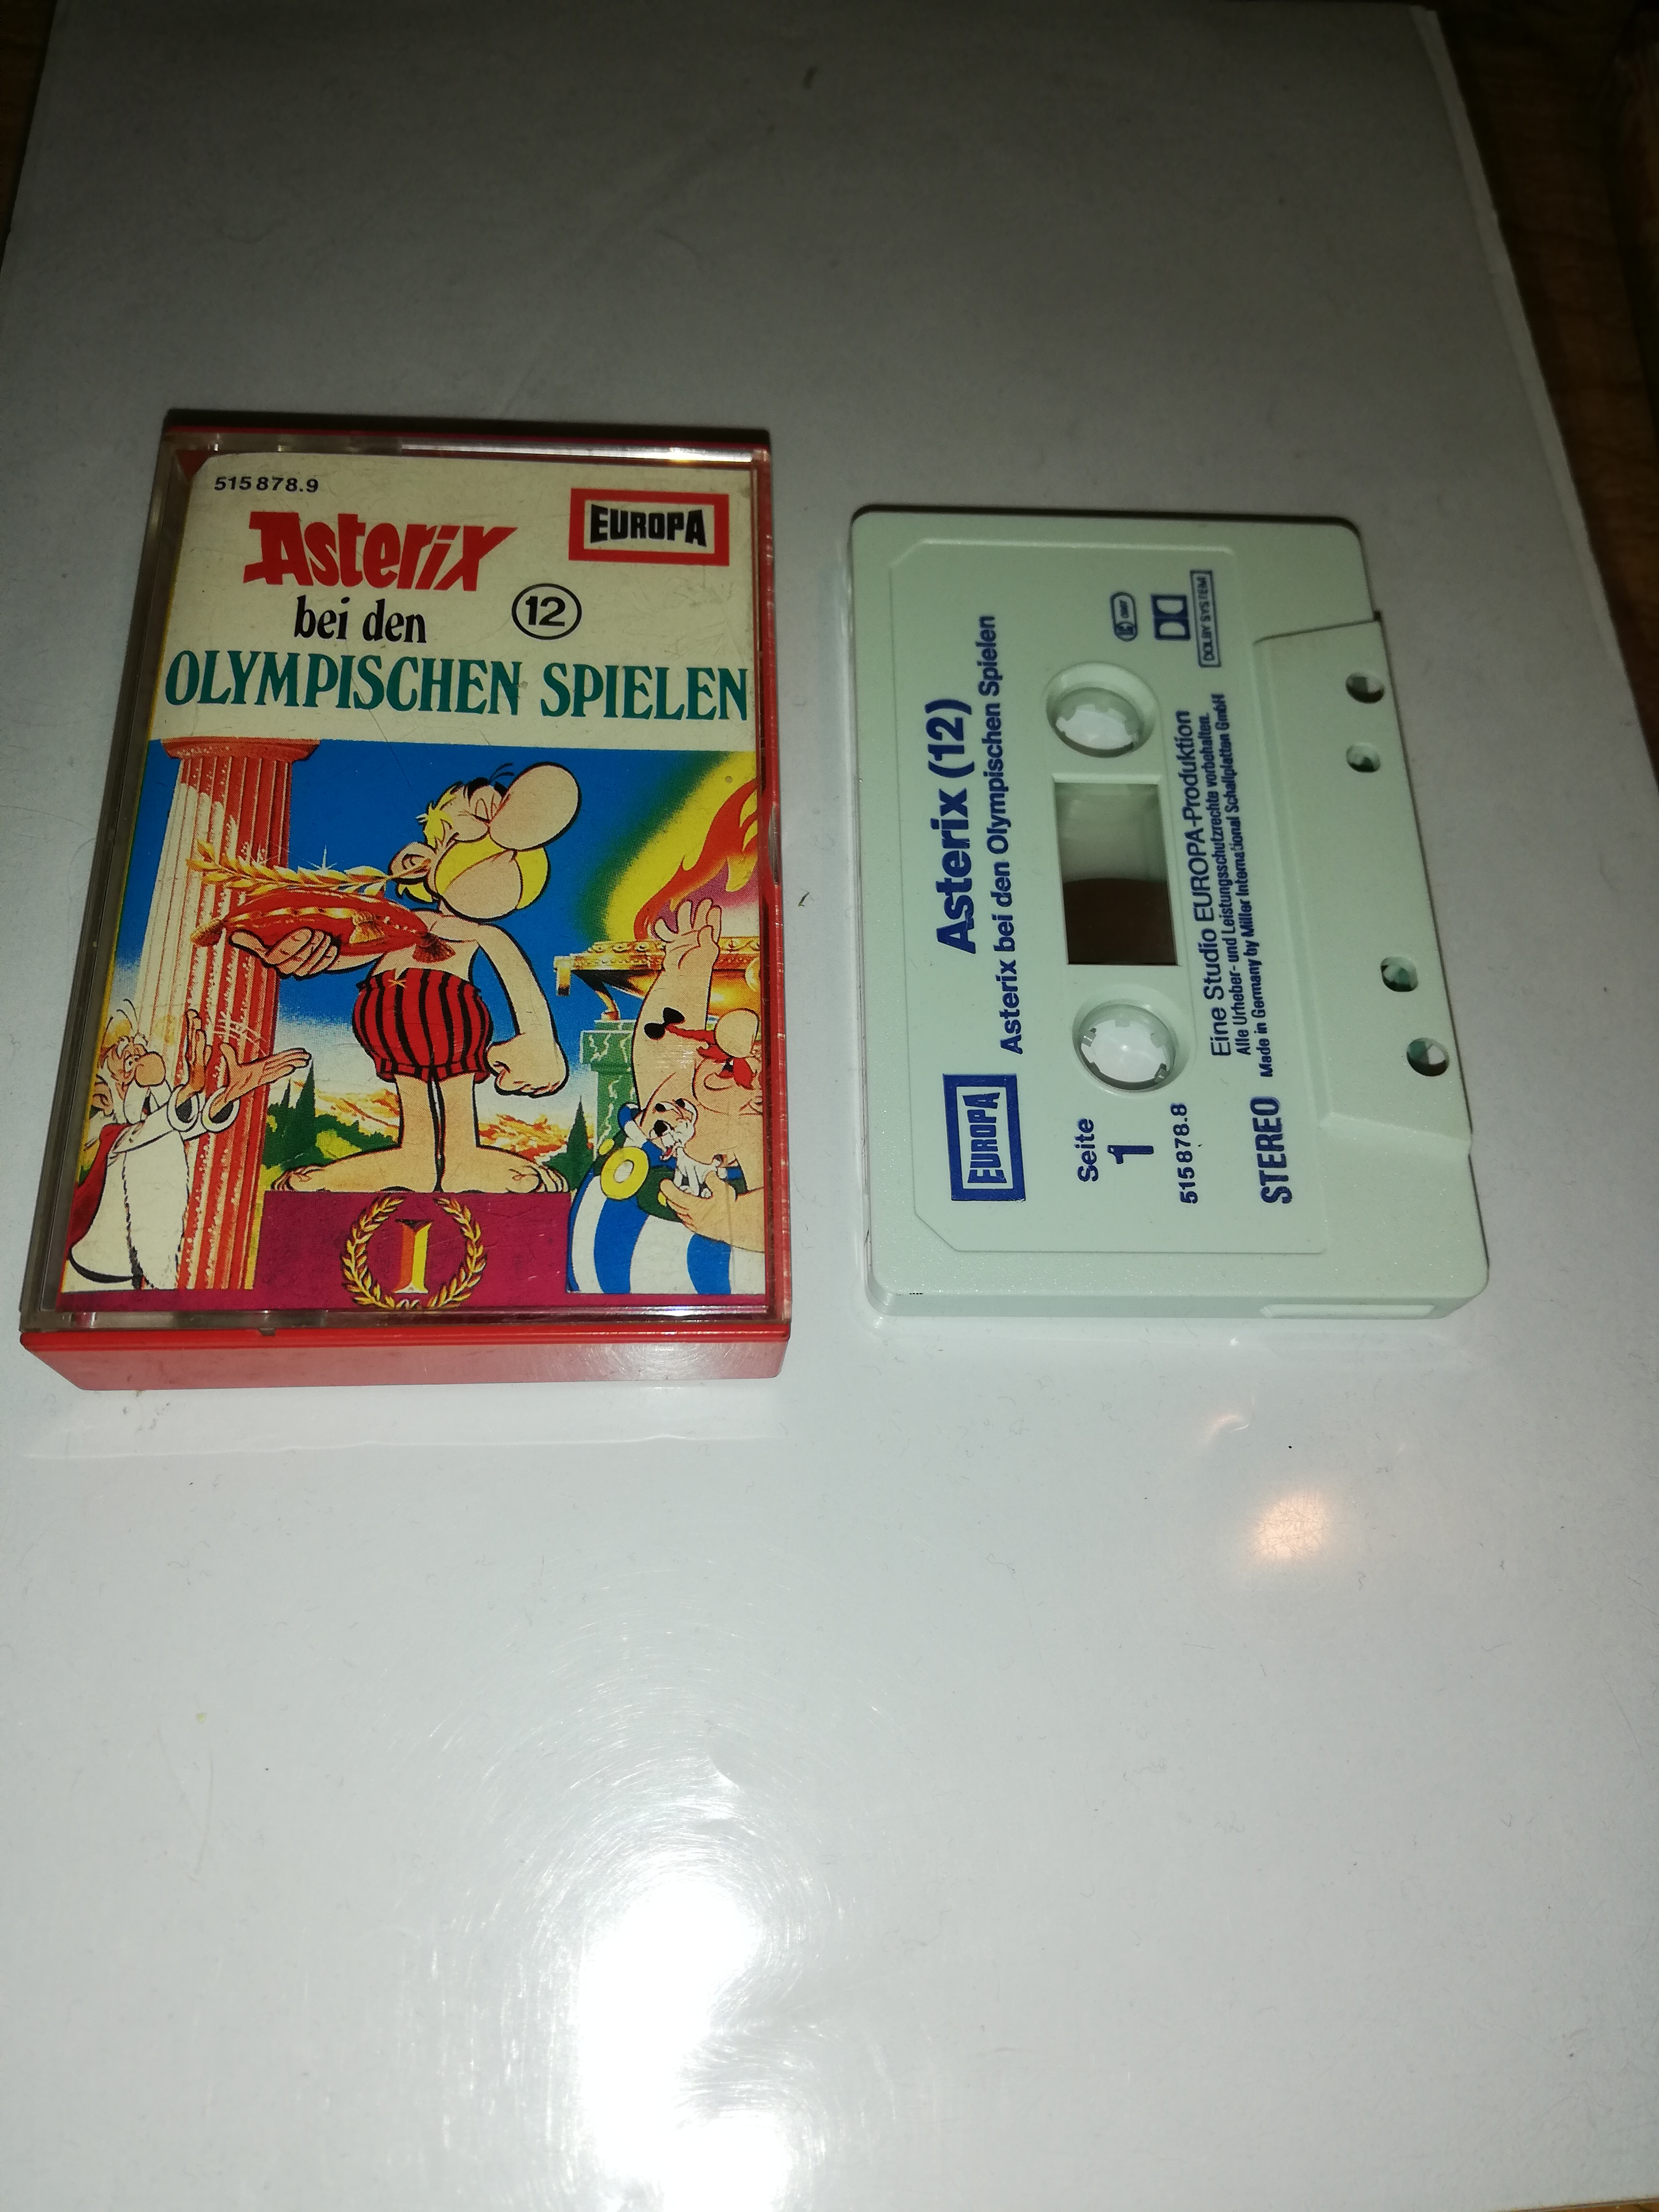 515 878.9
EUROPA
Asterix
bei den
12
OLYMPISCHEN SPIELEN
1
Asterix (12)
Asterix bei den Olympischen Spielen
EUROPA
Seite
1
515 878.8
STEREO
Eine Studio EUROPA-Produktion
Alle Urheber- und Leistungsschutzrechte vorbehalten.
Made in Germany by Miller International Schallplatten GmbH
DOLBY SYSTEM